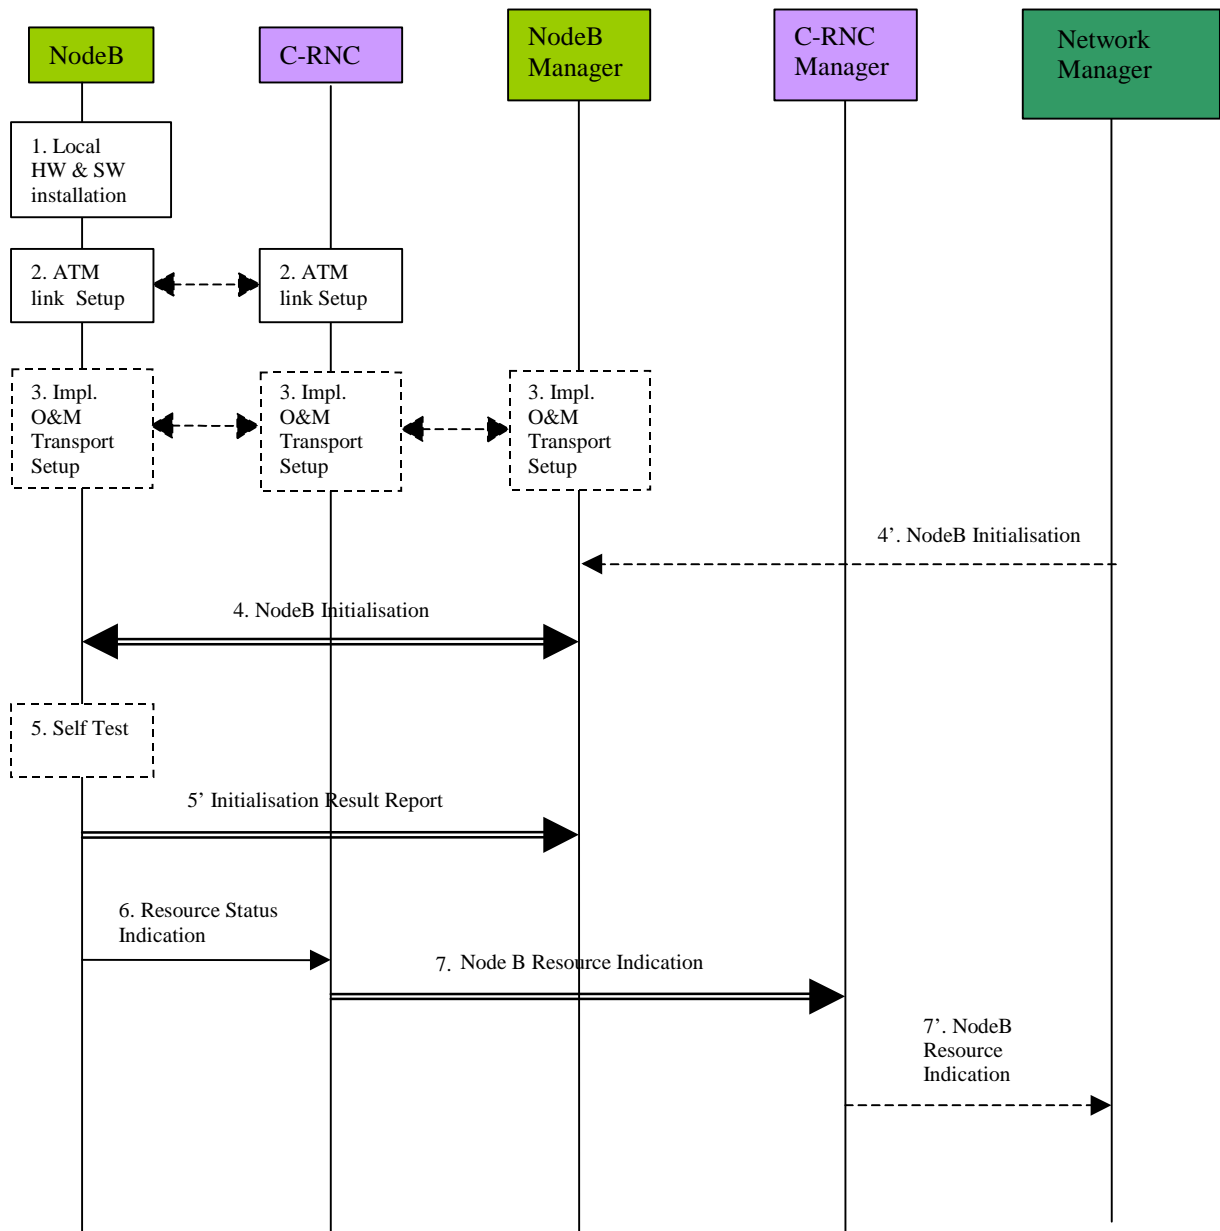 NodeB
C-RNC
NodeB
Manager
C-RNC
Manager
Network
Manager
1. Local
HW & SW
installation
2. ATM
link Setup
2. ATM
link Setup
3. Impl.
O&M
Transport
Setup
3. Impl.
O&M
Transport
Setup
3. Impl.
O&M
Transport
Setup
4’. NodeB Initialisation
4. NodeB Initialisation
5. Self Test
5’ Initialisation Result Report
6. Resource Status
Indication
7. Node B Resource Indication
7’. NodeB
Resource
Indication